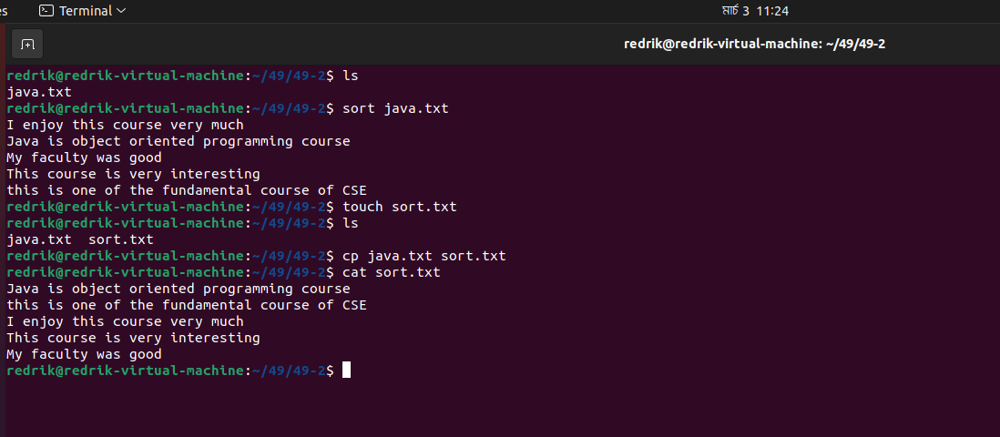 es Terminal মার্চ 3 11:24
redrik@redrik-virtual-machine: ~/49/49-2
redrik@redrik-virtual-machine:~/49/49-2$ ls
java.txt
redrik@redrik-virtual-machine:~/49/49-2$ sort java.txt
I enjoy this course very much
Java is object oriented programming course
My faculty was good
This course is very interesting
this is one of the fundamental course of CSE
redrik@redrik-virtual-machine:~/49/49-2$ touch sort.txt
redrik@redrik-virtual-machine:~/49/49-2$ ls
java.txt  sort.txt
redrik@redrik-virtual-machine:~/49/49-2$ cp java.txt sort.txt
redrik@redrik-virtual-machine:~/49/49-2$ cat sort.txt
Java is object oriented programming course
this is one of the fundamental course of CSE
I enjoy this course very much
This course is very interesting
My faculty was good
redrik@redrik-virtual-machine:~/49/49-2$